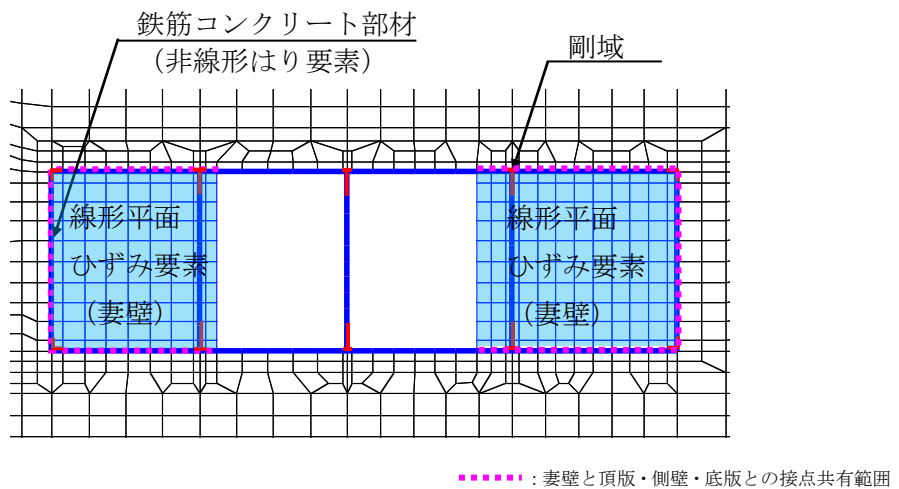 鉄筋コンクリート部材
（非線形はり要素）
剛域
線形平面
ひずみ要素
（妻壁）
線形平面
ひずみ要素
（妻壁）
：妻壁と頂版・側壁・底版との接点共有範囲